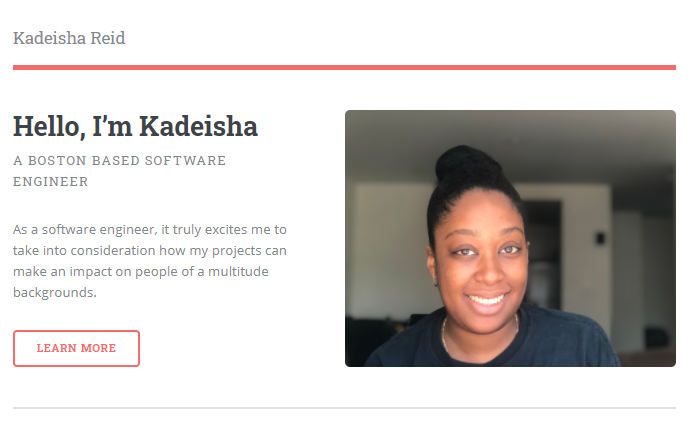 Kadeisha Reid
Hello, I’m Kadeisha
A BOSTON BASED SOFTWARE
ENGINEER
As a software engineer, it truly excites me to
take into consideration how my projects can
make an impact on people of a multitude
backgrounds.
LEARN MORE